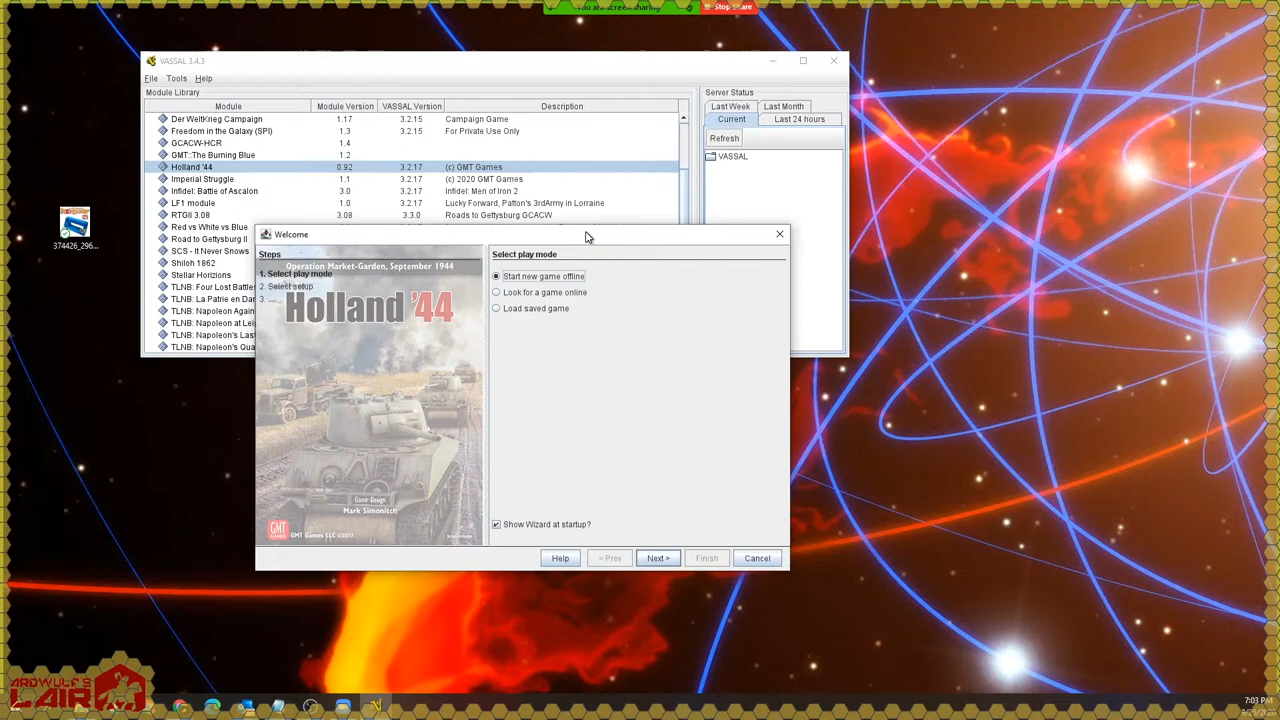 You are screen sharing
Stop Share
VASSAL 3.4.3
File Tools Help
Module Library
Module Module Version VASSAL Version Description
Der WeltKrieg Campaign 1.17 3.2.15 Campaign Game
Freedom in the Galaxy (SPI) 1.3 3.2.15 For Private Use Only
GCACW-HCR 1.4
GMT::The Burning Blue 1.2
Holland '44 0.92 3.2.17 (c) GMT Games
Imperial Struggle 1.1 3.2.17 (c) 2020 GMT Games
Infidel: Battle of Ascalon 3.0 3.2.17 Infidel: Men of Iron 2
LF1 module 1.0 3.2.17 Lucky Forward, Patton's 3rdArmy in Lorraine
RTGII 3.08 3.08 3.3.0 Roads to Gettysburg GCACW
Red vs White vs Blue
Road to Gettysburg II
SCS - It Never Snows
Shiloh 1862
Stellar Horizons
TLNB: Four Lost Battles
TLNB: La Patrie en Dan
TLNB: Napoleon Again
TLNB: Napoleon at Lei
TLNB: Napoleon's Last
TLNB: Napoleon's Qua
Server Status
Last Week Last Month
Current Last 24 hours
Refresh
VASSAL
374426_296...
Welcome
Steps
1. Select play mode
2. Select setup
3. ...
Operation Market-Garden, September 1944
Holland '44
Game Design
Mark Simonitch
GMT GAMES
GMT Games LLC ©2017
Select play mode
Start new game offline
Look for a game online
Load saved game
Show Wizard at startup?
Help < Prev Next > Finish Cancel
ARDWULF'S
LAIR
7:03 PM